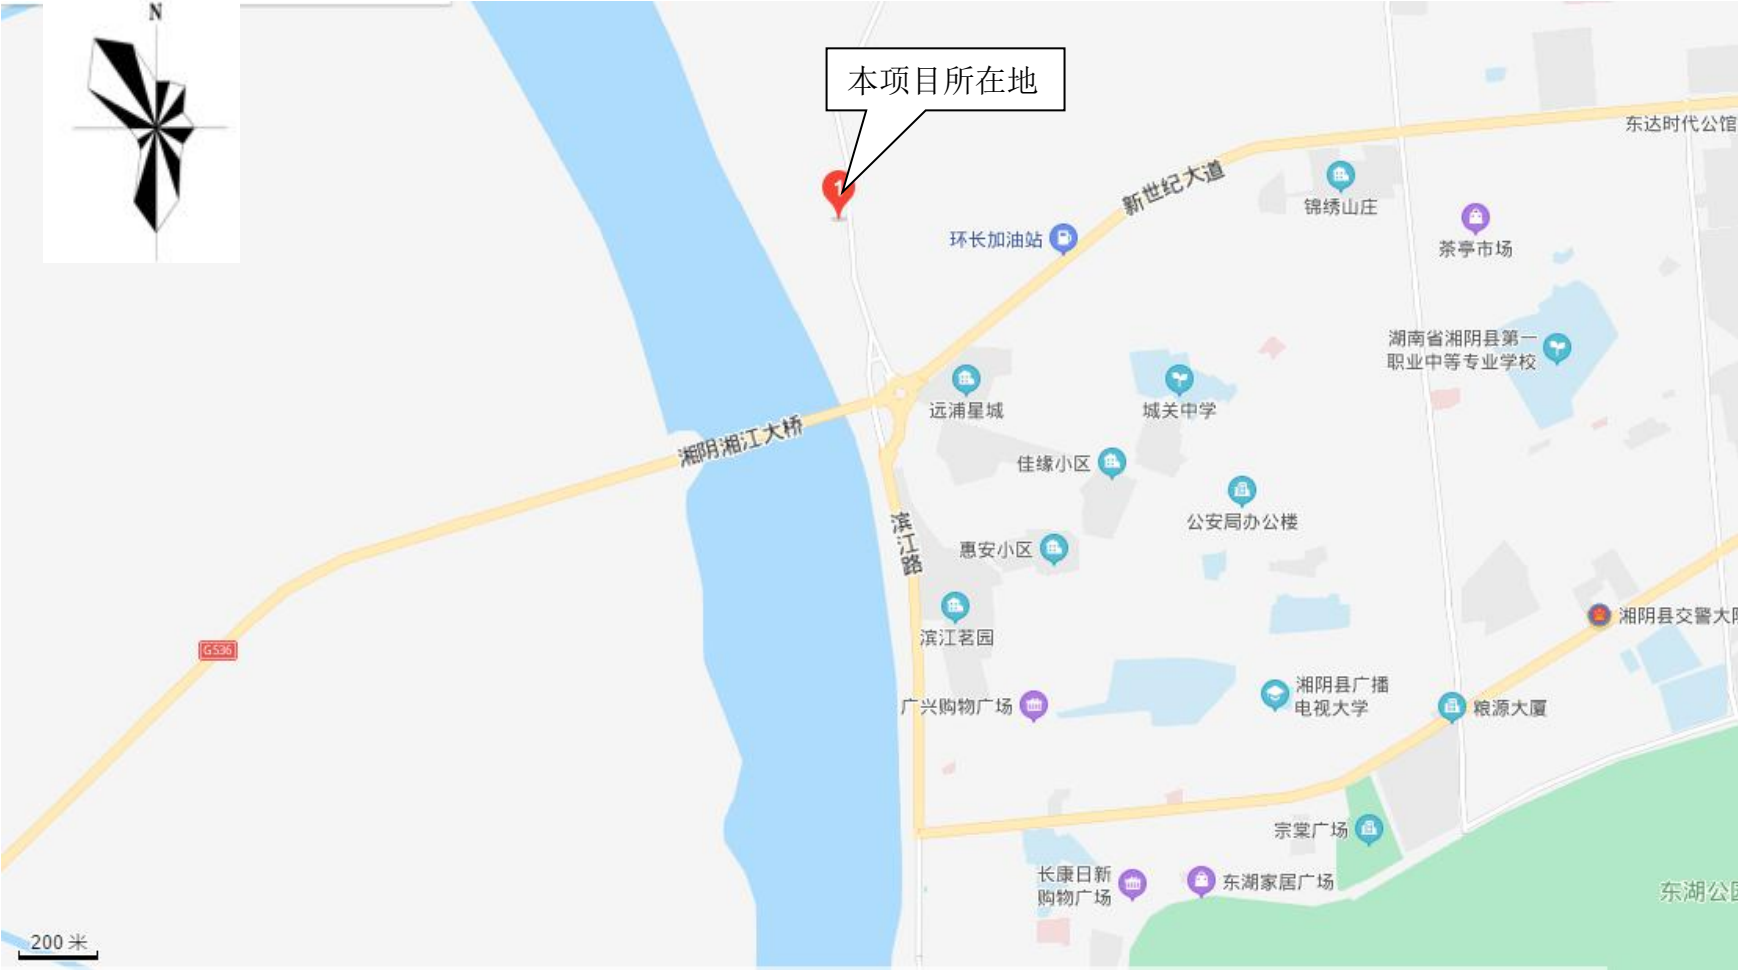 N
本项目所在地
东达时代公馆
新世纪大道
锦绣山庄
茶亭市场
环长加油站
湖南省湘阴县第一
职业中等专业学校
远浦星城
城关中学
湘阴湘江大桥
佳缘小区
公安局办公楼
滨江路
惠安小区
滨江茗园
湘阴县交警大队
G536
湘阴县广播
电视大学
广兴购物广场
粮源大厦
宗棠广场
长康日新
购物广场
东湖家居广场
东湖公园
200 米
1